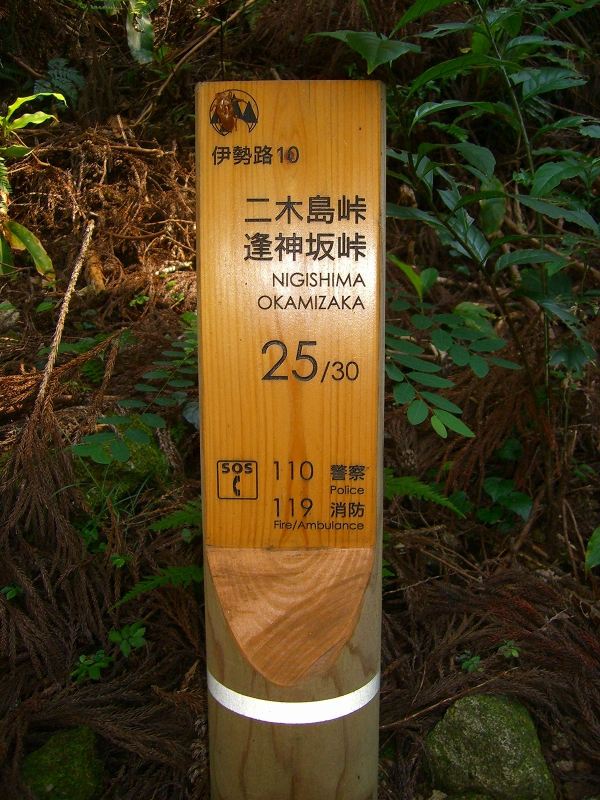 伊勢路10
二木島峠
逢神坂峠
NIGISHIMA
OKAMIZAKA
25/30
SOS
110 警察
Police
119 消防
Fire/Ambulance